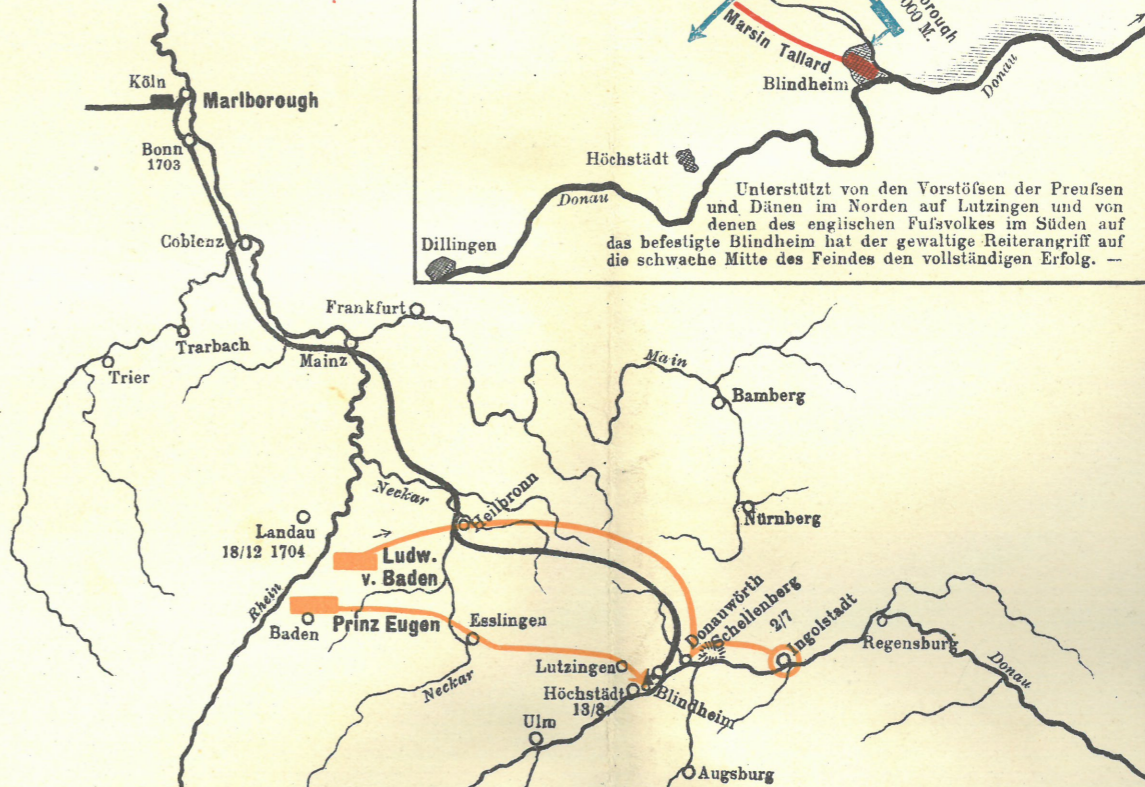 Marsin Tallard
000 M.
Blindheim
Donau
Höchstädt
Donau
Dillingen
Unterstützt von den Vorstöfsen der Preufsen
und Dänen im Norden auf Lutzingen und von
denen des englischen Fufsvolkes im Süden auf
das befestigte Blindheim hat der gewaltige Reiterangriff auf
die schwache Mitte des Feindes den vollständigen Erfolg. —
Köln
Marlborough
Bonn
1703
Coblenz
Frankfurt
Trarbach
Mainz
Trier
Main
Bamberg
Neckar
Heilbronn
Nürnberg
Landau
18/12 1704
Ludw.
v. Baden
Rhein
Baden
Prinz Eugen
Esslingen
Donauwörth
Schellenberg
2/7
Ingolstadt
Regensburg
Donau
Lutzingen
Neckar
Höchstädt
13/8
Blindheim
Ulm
Augsburg